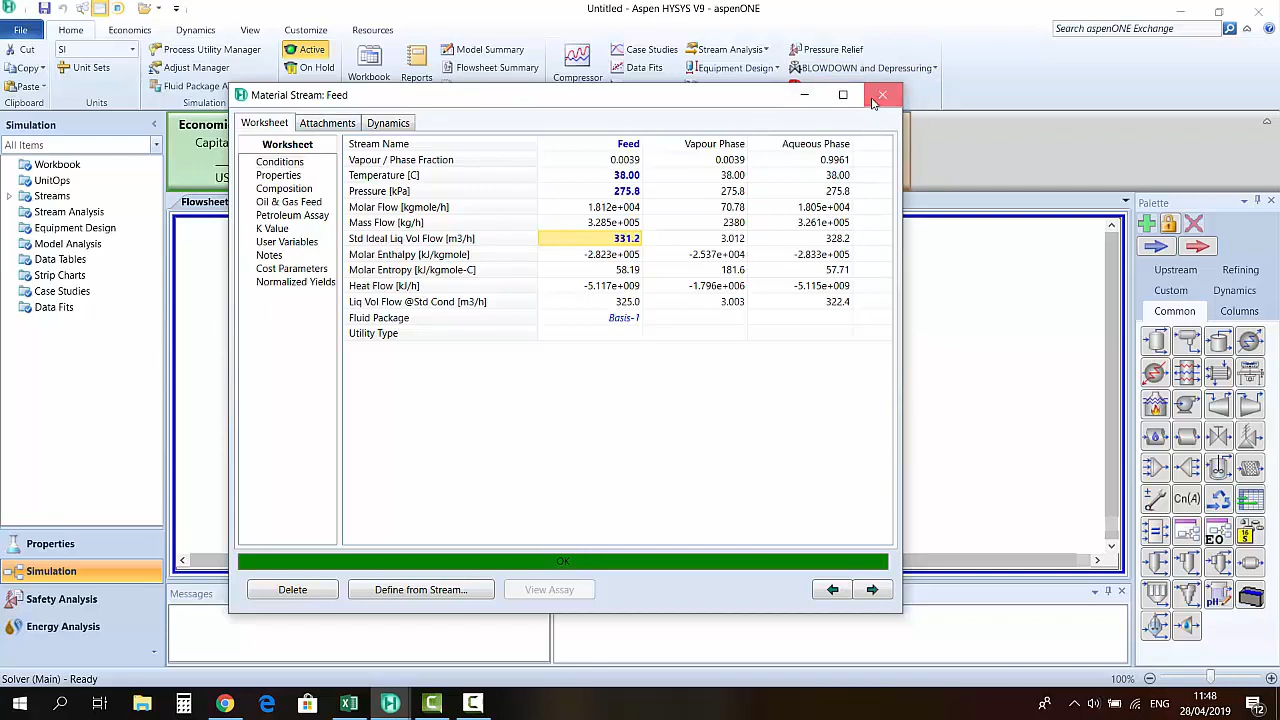 Untitled - Aspen HYSYS V9 - aspenONE
File Home Economics Dynamics View Customize Resources Search aspenONE Exchange
Cut SI Process Utility Manager Active Model Summary Case Studies Stream Analysis Pressure Relief
Copy Unit Sets Adjust Manager On Hold Workbook Reports Flowsheet Summary Compressor Data Fits Equipment Design BLOWDOWN and Depressuring
Paste Fluid Package
Clipboard Units Simulation
Material Stream: Feed
Simulation
All Items
Workbook
UnitOps
Streams
Stream Analysis
Equipment Design
Model Analysis
Data Tables
Strip Charts
Case Studies
Data Fits
Properties
Simulation
Safety Analysis
Energy Analysis
Economi
Capita
US
Flowsheet
Worksheet Attachments Dynamics
Worksheet
Conditions
Properties
Composition
Oil & Gas Feed
Petroleum Assay
K Value
User Variables
Notes
Cost Parameters
Normalized Yields
Stream Name Feed Vapour Phase Aqueous Phase
Vapour / Phase Fraction 0.0039 0.0039 0.9961
Temperature [C] 38.00 38.00 38.00
Pressure [kPa] 275.8 275.8 275.8
Molar Flow [kgmole/h] 1.812e+004 70.78 1.805e+004
Mass Flow [kg/h] 3.285e+005 2380 3.261e+005
Std Ideal Liq Vol Flow [m3/h] 331.2 3.012 328.2
Molar Enthalpy [kJ/kgmole] -2.823e+005 -2.537e+004 -2.833e+005
Molar Entropy [kJ/kgmole-C] 58.19 181.6 57.71
Heat Flow [kJ/h] -5.117e+009 -1.796e+006 -5.115e+009
Liq Vol Flow @Std Cond [m3/h] 325.0 3.003 322.4
Fluid Package Basis-1
Utility Type
OK
Delete Define from Stream... View Assay
Palette
Upstream Refining
Custom Dynamics
Common Columns
Cn(A)
EO
pH
Messages
Solver (Main) - Ready
100%
ENG
11:48
28/04/2019